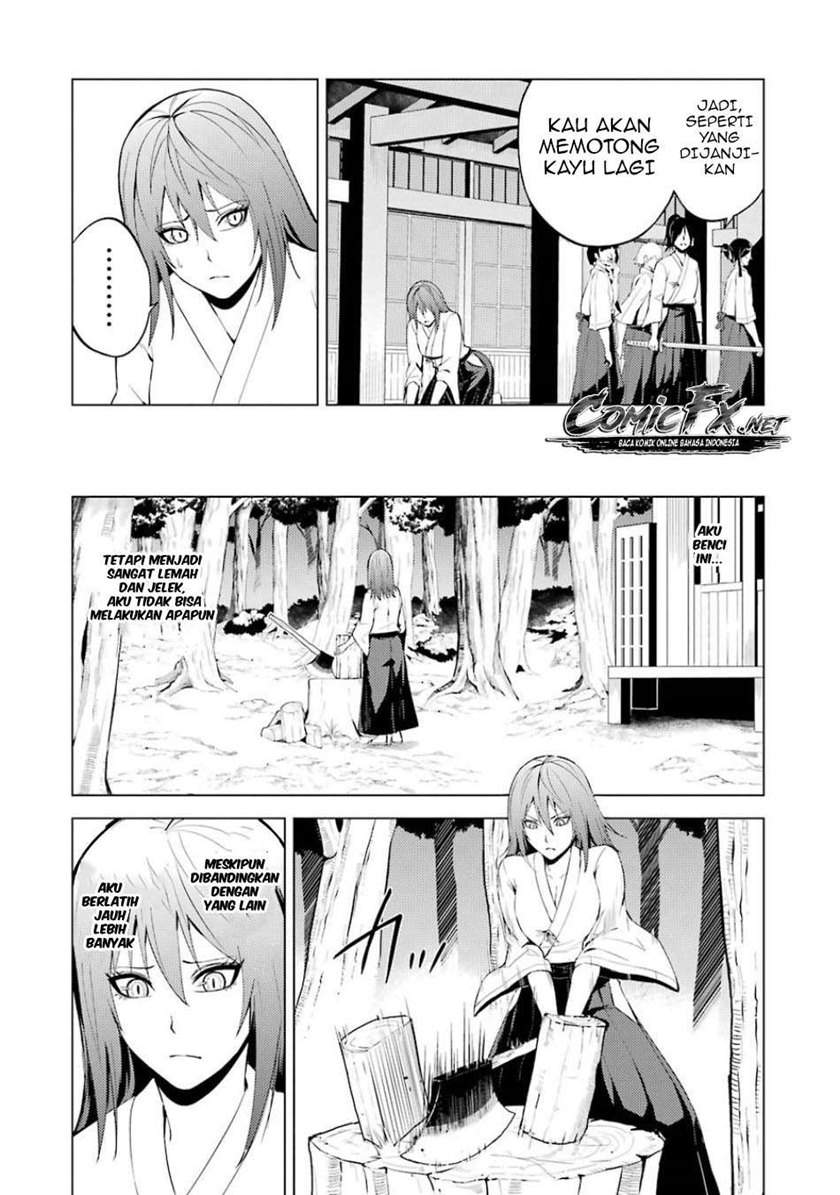 JADI,
SEPERTI
YANG
DIJANJI-
KAN
KAU AKAN
MEMOTONG
KAYU LAGI
........
COMICFX.NET
BACA KOMIK ONLINE BAHASA INDONESIA
AKU
BENCI
INI...
TETAPI MENJADI
SANGAT LEMAH
DAN JELEK,
AKU TIDAK BISA
MELAKUKAN APAPUN
ガッ
MESKIPUN
DIBANDINGKAN
DENGAN
YANG LAIN
AKU
BERLATIH
JAUH
LEBIH
BANYAK